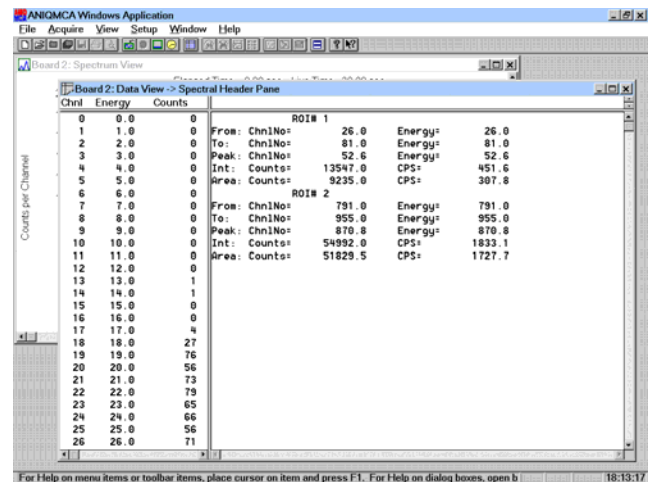 ANIQMCA Windows Application
File Acquire View Setup Window Help
Board 2: Spectrum View
Board 2: Data View -> Spectral Header Pane
Chnl Energy Counts
Counts per Channel
0 0.0 0
1 1.0 0
2 2.0 0
3 3.0 0
4 4.0 0
5 5.0 0
6 6.0 0
7 7.0 0
8 8.0 0
9 9.0 0
10 10.0 0
11 11.0 0
12 12.0 0
13 13.0 1
14 14.0 1
15 15.0 0
16 16.0 0
17 17.0 4
18 18.0 27
19 19.0 76
20 20.0 56
21 21.0 73
22 22.0 79
23 23.0 65
24 24.0 66
25 25.0 56
26 26.0 71
ROI# 1
From: ChnlNo= 26.0 Energy= 26.0
To: ChnlNo= 81.0 Energy= 81.0
Peak: ChnlNo= 52.6 Energy= 52.6
Int: Counts= 13547.0 CPS= 451.6
Area: Counts= 9235.0 CPS= 307.8
ROI# 2
From: ChnlNo= 791.0 Energy= 791.0
To: ChnlNo= 955.0 Energy= 955.0
Peak: ChnlNo= 870.8 Energy= 870.8
Int: Counts= 54992.0 CPS= 1833.1
Area: Counts= 51829.5 CPS= 1727.7
For Help on menu items or toolbar items, place cursor on item and press F1. For Help on dialog boxes, open b
18:13:17